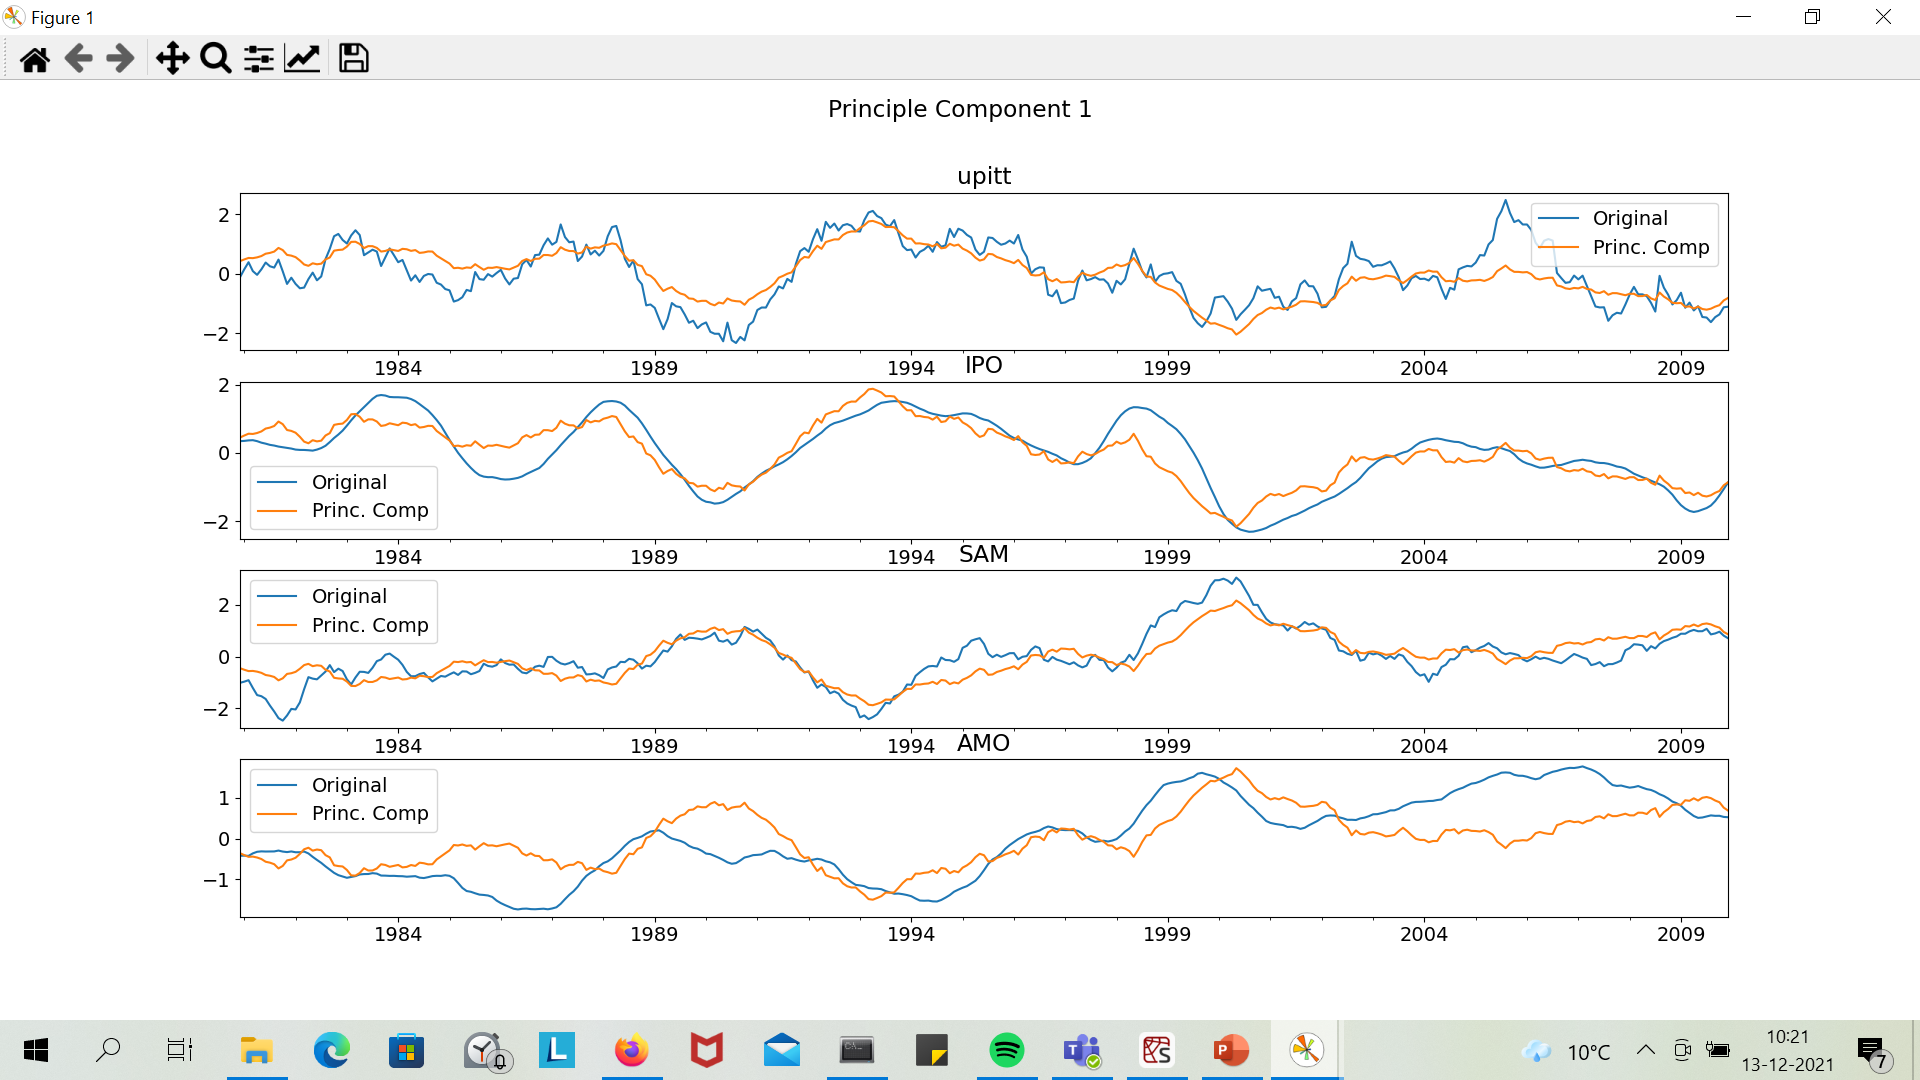 Figure 1
Principle Component 1
upitt
2
0
−2
Original
Princ. Comp
1984
1989
1994
1999
2004
2009
IPO
2
0
−2
Original
Princ. Comp
1984
1989
1994
1999
2004
2009
SAM
2
0
−2
Original
Princ. Comp
1984
1989
1994
1999
2004
2009
AMO
1
0
−1
Original
Princ. Comp
1984
1989
1994
1999
2004
2009
L
P
10°C
10:21
13-12-2021
7